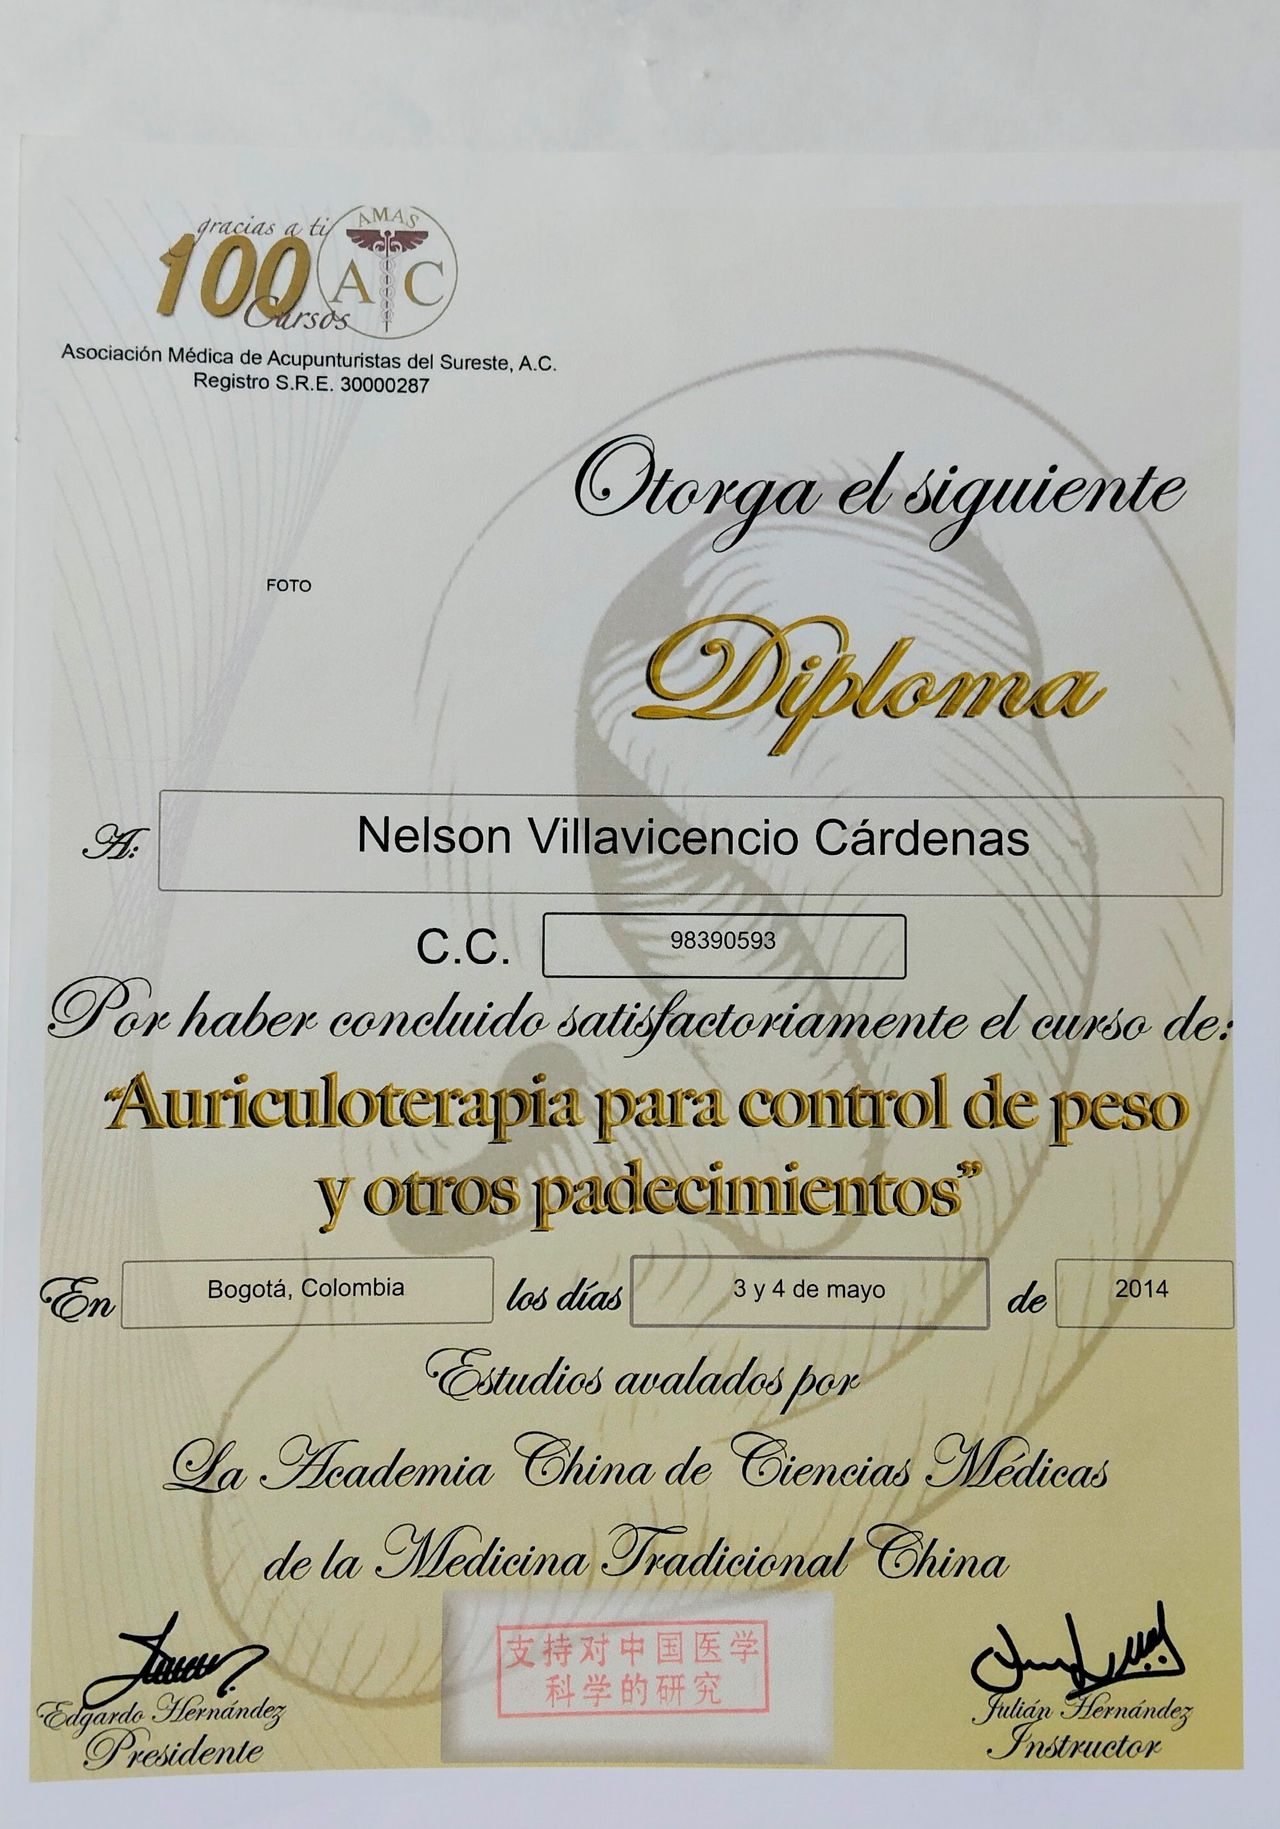 gracias a ti
100
Cursos
AMAS
A C
Asociación Médica de Acupunturistas del Sureste, A.C.
Registro S.R.E. 30000287
Otorga el siguiente
FOTO
Diploma
A: Nelson Villavicencio Cárdenas
C.C. 98390593
Por haber concluido satisfactoriamente el curso de:
“Auriculoterapia para control de peso
y otros padecimientos”
En Bogotá, Colombia los días 3 y 4 de mayo de 2014
Estudios avalados por
La Academia China de Ciencias Médicas
de la Medicina Tradicional China
支持对中国医学
科学的研究
Edgardo Hernández
Presidente
Julián Hernández
Instructor